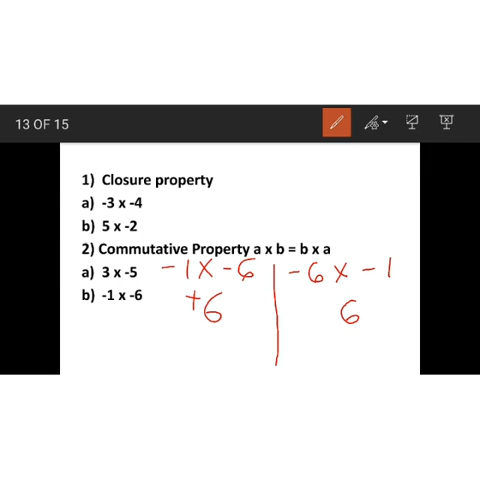 13 OF 15
1) Closure property
a) -3 x -4
b) 5 x -2
2) Commutative Property a x b = b x a
a) 3 x -5
b) -1 x -6
-1 x -6
+6
-6 x -1
6